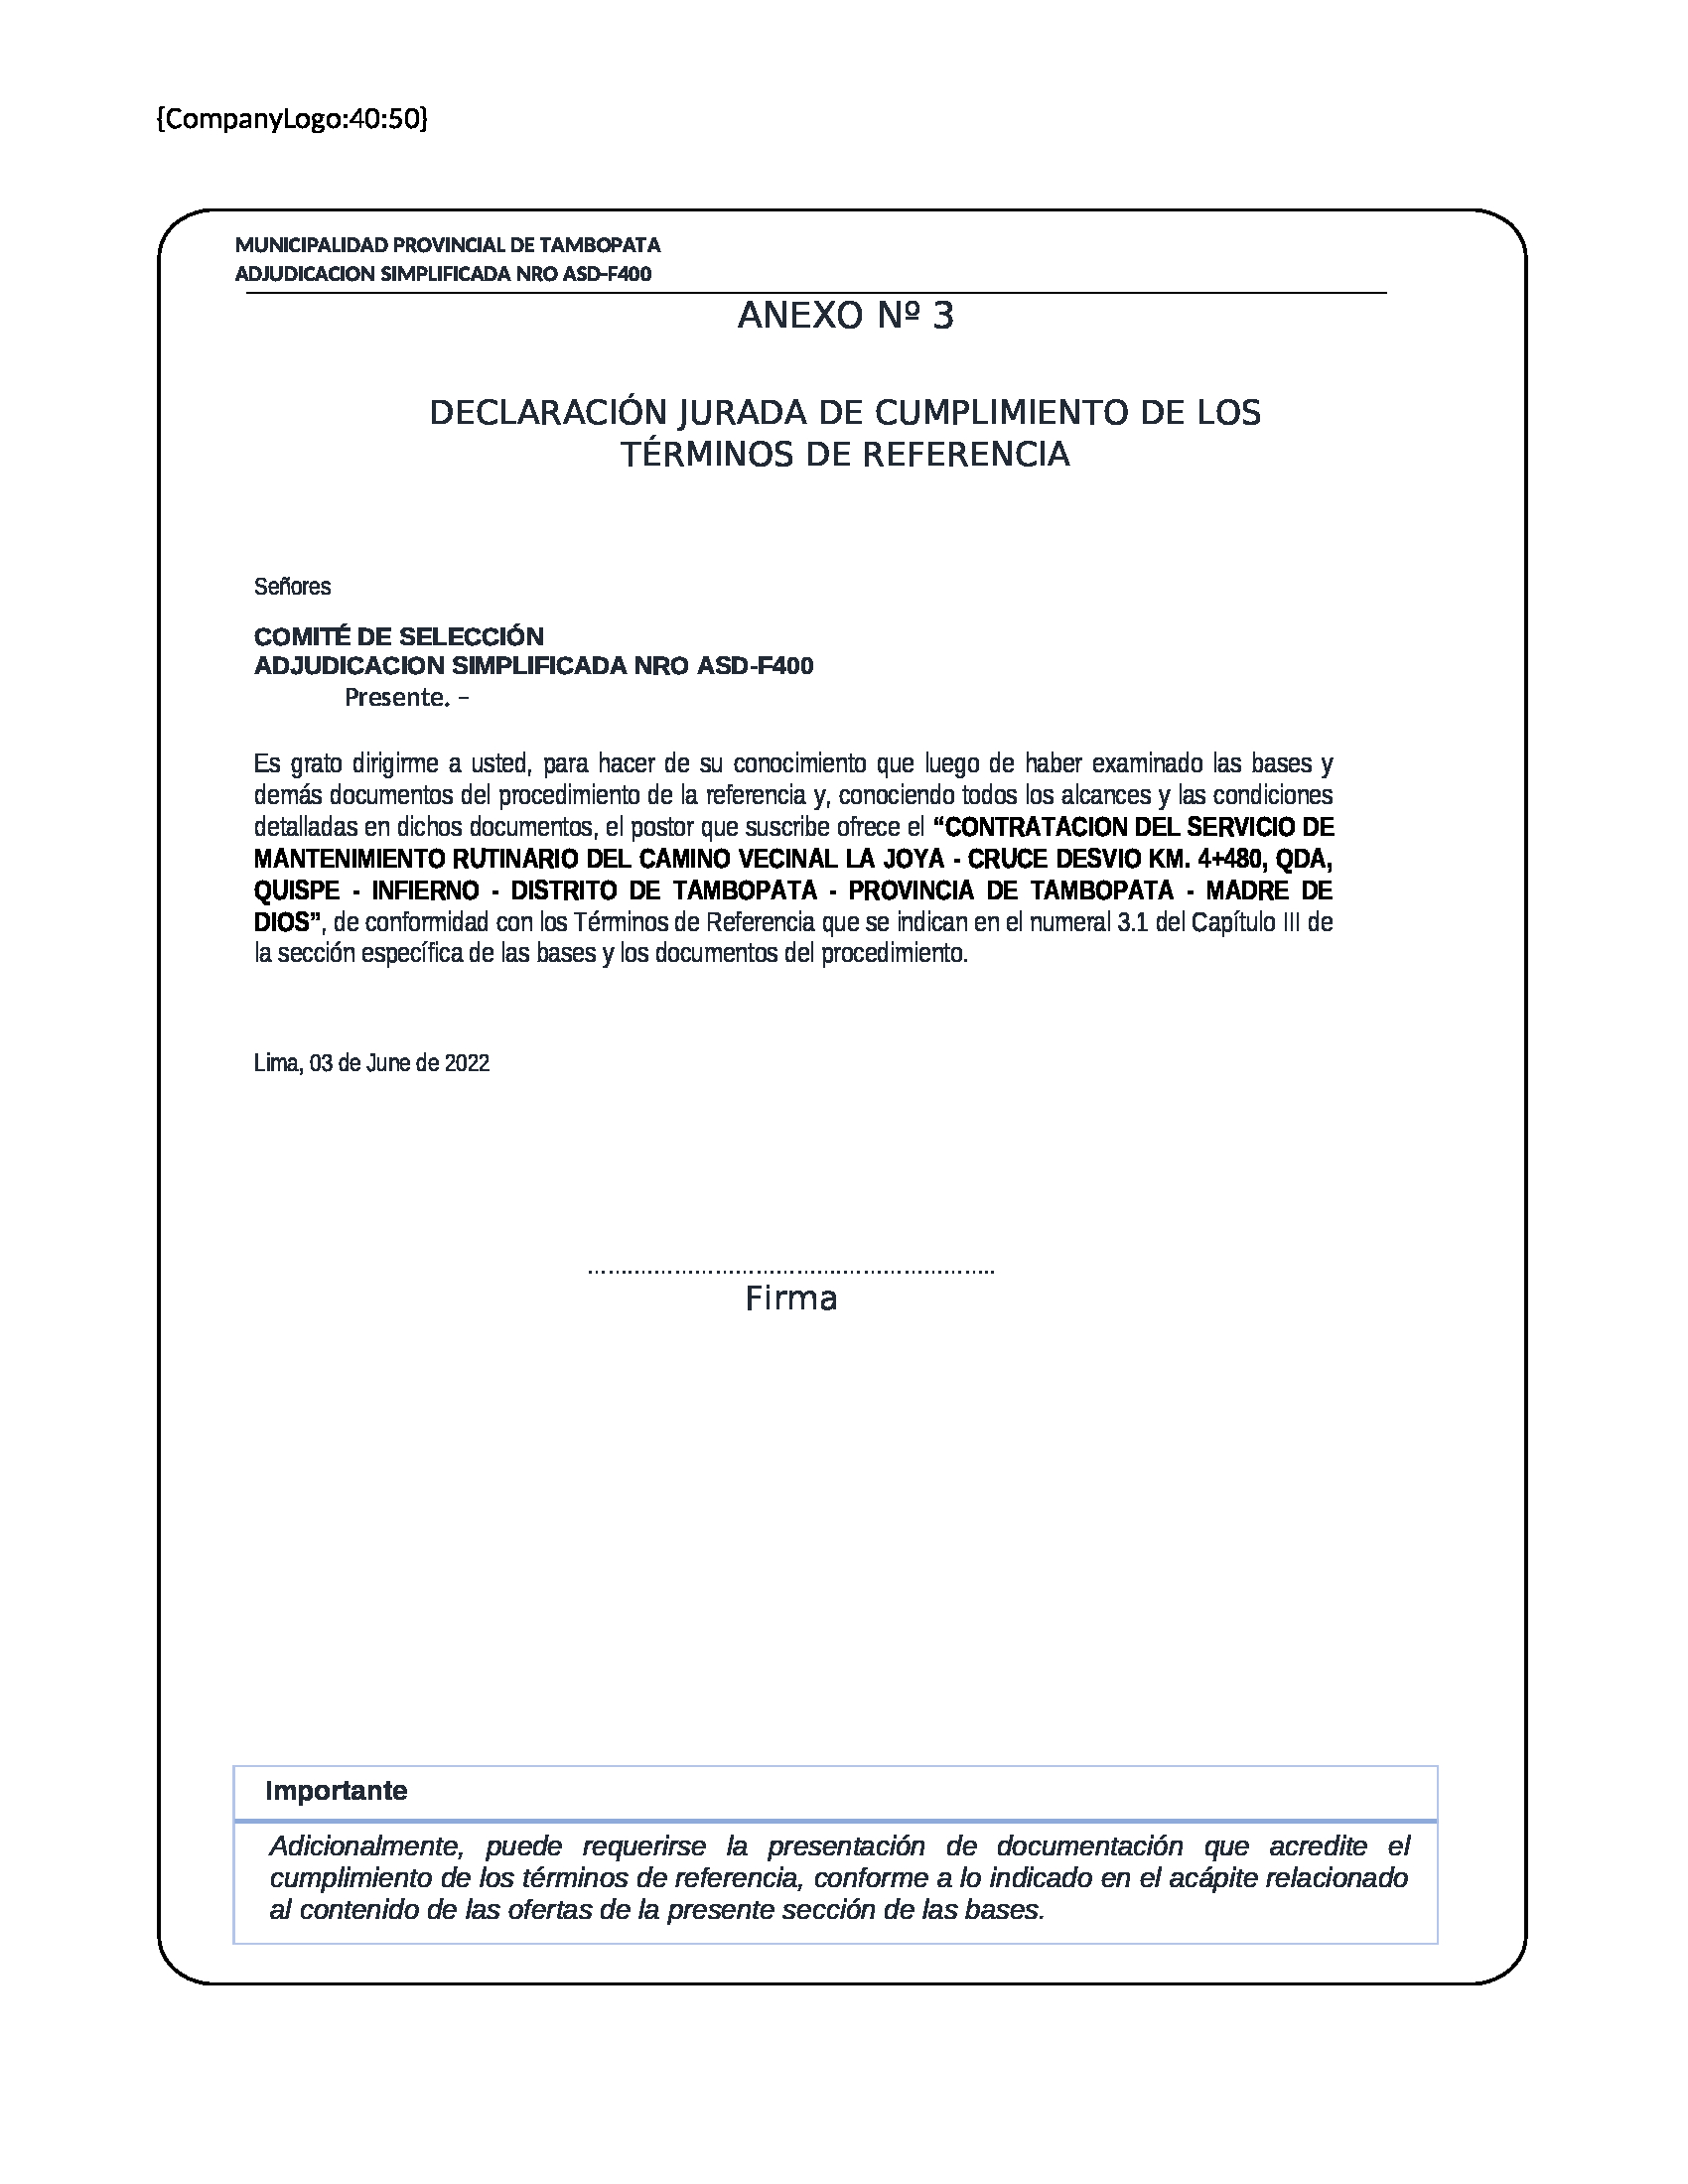 {CompanyLogo:40:50}
MUNICIPALIDAD PROVINCIAL DE TAMBOPATA
ADJUDICACION SIMPLIFICADA NRO ASD-F400
ANEXO Nº 3
DECLARACIÓN JURADA DE CUMPLIMIENTO DE LOS
TÉRMINOS DE REFERENCIA
Señores
COMITÉ DE SELECCIÓN
ADJUDICACION SIMPLIFICADA NRO ASD-F400
Presente. –
Es grato dirigirme a usted, para hacer de su conocimiento que luego de haber examinado las bases y
demás documentos del procedimiento de la referencia y, conociendo todos los alcances y las condiciones
detalladas en dichos documentos, el postor que suscribe ofrece el “CONTRATACION DEL SERVICIO DE
MANTENIMIENTO RUTINARIO DEL CAMINO VECINAL LA JOYA - CRUCE DESVIO KM. 4+480, QDA,
QUISPE - INFIERNO - DISTRITO DE TAMBOPATA - PROVINCIA DE TAMBOPATA - MADRE DE
DIOS”, de conformidad con los Términos de Referencia que se indican en el numeral 3.1 del Capítulo III de
la sección específica de las bases y los documentos del procedimiento.
Lima, 03 de June de 2022
……………………………………………………..
Firma
Importante
Adicionalmente, puede requerirse la presentación de documentación que acredite el
cumplimiento de los términos de referencia, conforme a lo indicado en el acápite relacionado
al contenido de las ofertas de la presente sección de las bases.